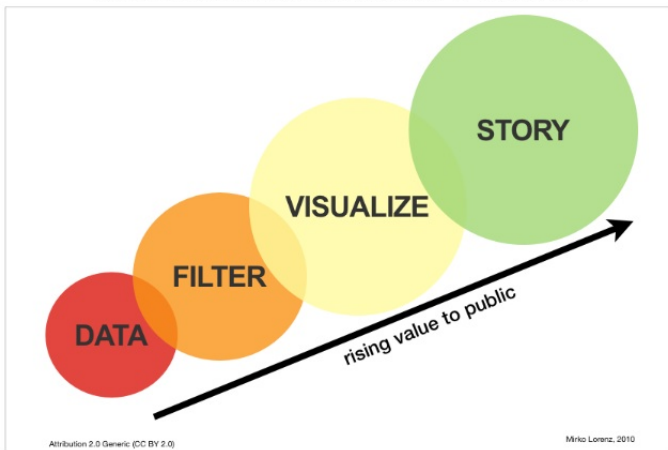 STORY
VISUALIZE
FILTER
DATA
rising value to public
Attribution 2.0 Generic (CC BY 2.0)
Mirko Lorenz, 2010